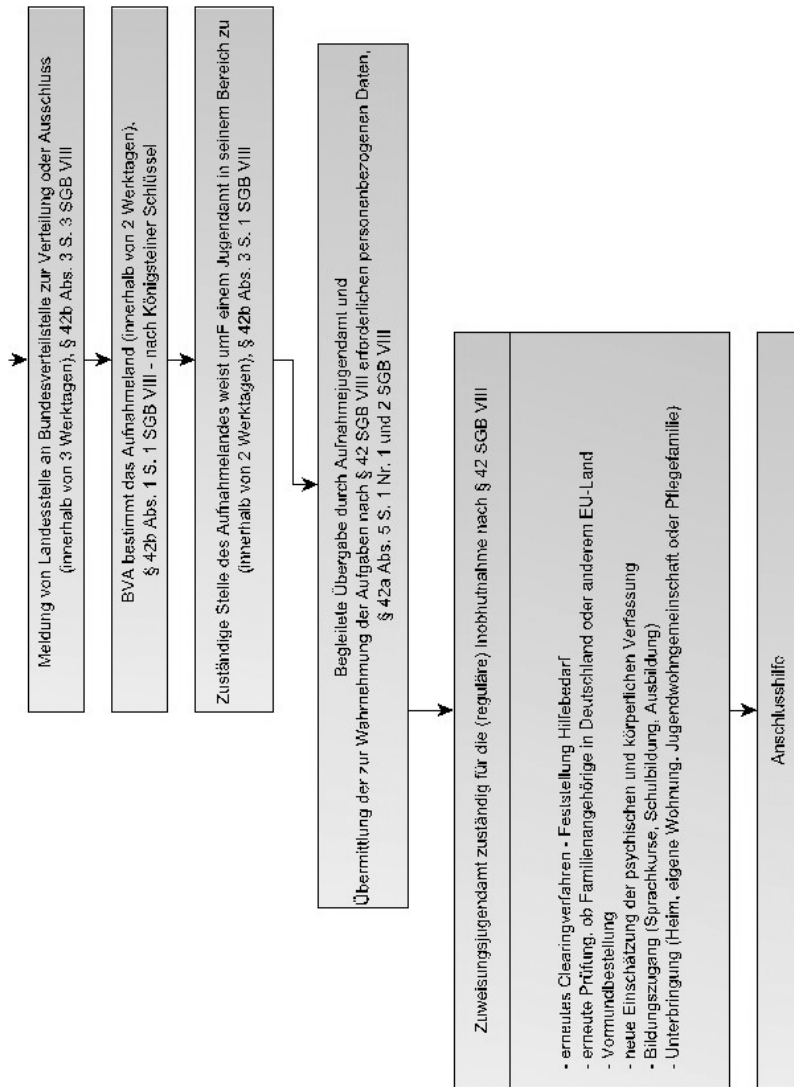 Meldung von Landesstelle an Bundesverteilstelle zur Verteilung oder Ausschluss
(innerhalb von 3 Werktagen), § 42b Abs. 3 S. 3 SGB VIII
BVA bestimmt das Aufnahmeland (innerhalb von 2 Werktagen),
§ 42b Abs. 1 S. 1 SGB VIII - nach Königsteiner Schlüssel
Zuständige Stelle des Aufnahmelandes weist umF einem Jugendamt in seinem Bereich zu
(innerhalb von 2 Werktagen), § 42b Abs. 3 S. 1 SGB VIII
Begleitete Übergabe durch Aufnahmejugendamt und
Übermittlung der zur Wahrnehmung der Aufgaben nach § 42 SGB VIII erforderlichen personenbezogenen Daten,
§ 42a Abs. 5 S. 1 Nr. 1 und 2 SGB VIII
Zuweisungsjugendamt zuständig für die (reguläre) Inobhutnahme nach § 42 SGB VIII
- erneutes Clearingverfahren - Feststellung Hilfebedarf
- erneute Prüfung, ob Familienangehörige in Deutschland oder anderem EU-Land
- Vormundbestellung
- neue Einschätzung der psychischen und körperlichen Verfassung
- Bildungszugang (Sprachkurse, Schulbildung, Ausbildung)
- Unterbringung (Heim, eigene Wohnung, Jugendwohngemeinschaft oder Pflegefamilie)
Anschlusshilfe